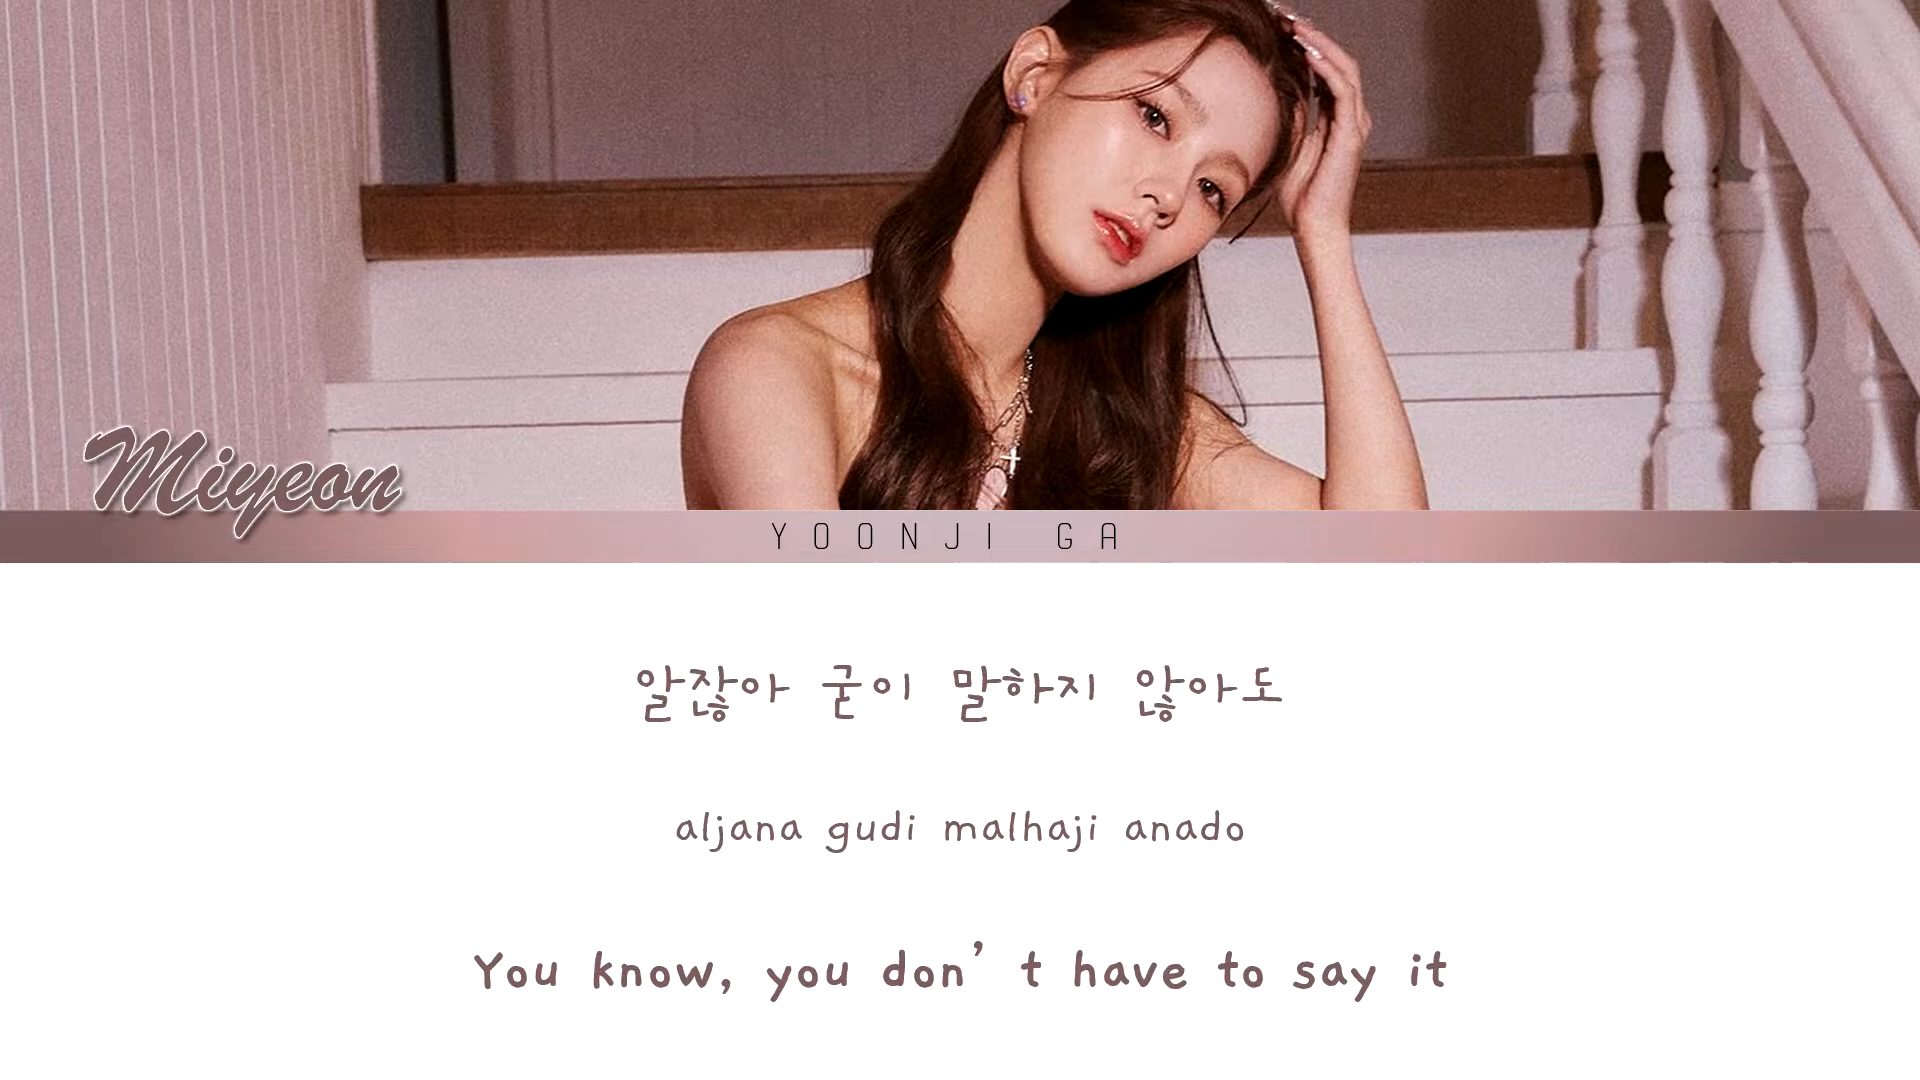 Miyeon
YOONJI GA
알잖아 굳이 말하지 않아도
aljana gudi malhaji anado
You know, you don’t have to say it